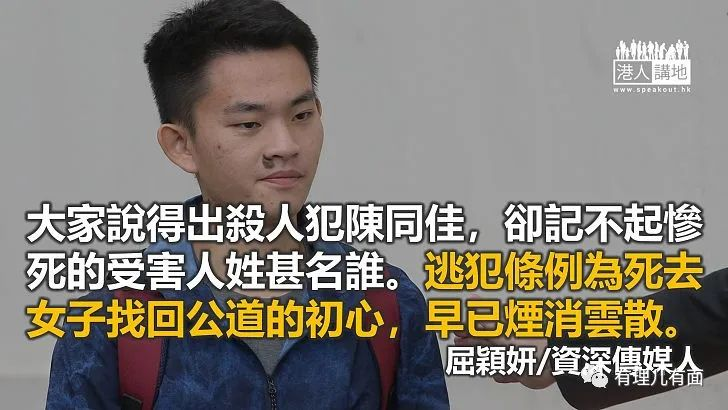 港人講地
www.speakout.hk
大家說得出殺人犯陳同佳，卻記不起慘
死的受害人姓甚名誰。逃犯條例為死去
女子找回公道的初心，早已煙消雲散。
屈穎妍/資深傳媒人
有理儿有面